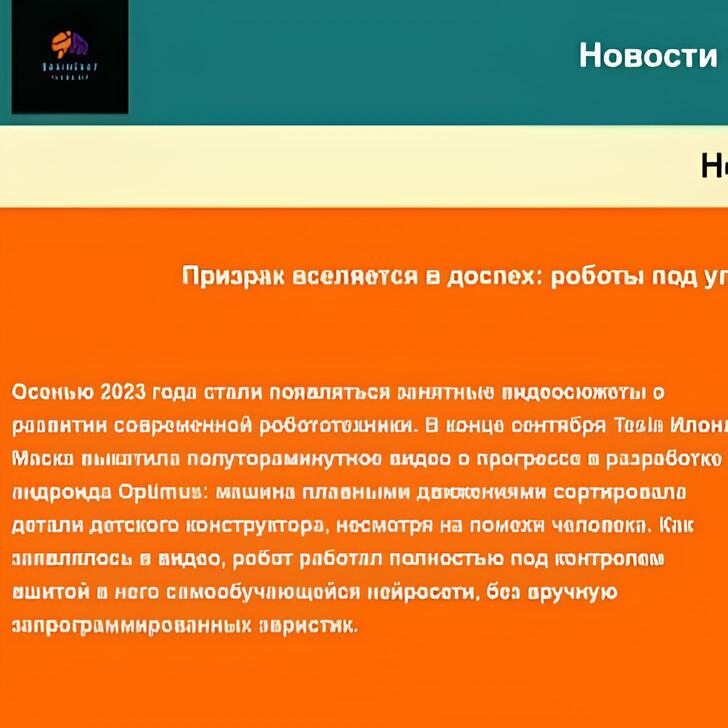 Новости
Н
Призрак вселяется в доспех: роботы под уп
Осенью 2023 года стали появляться занятные видеосюжеты о
развитии современной робототехники. В конце сентября Tesla Илон
Маска выкатила полутораминутное видео о прогрессе в разработке
андроида Optimus: машина плавными движениями сортировала
детали детского конструктора, несмотря на помехи человека. Как
заявлялось в видео, робот работал полностью под контролем
вшитой в него самообучающейся нейросети, без вручную
запрограммированных эвристик.